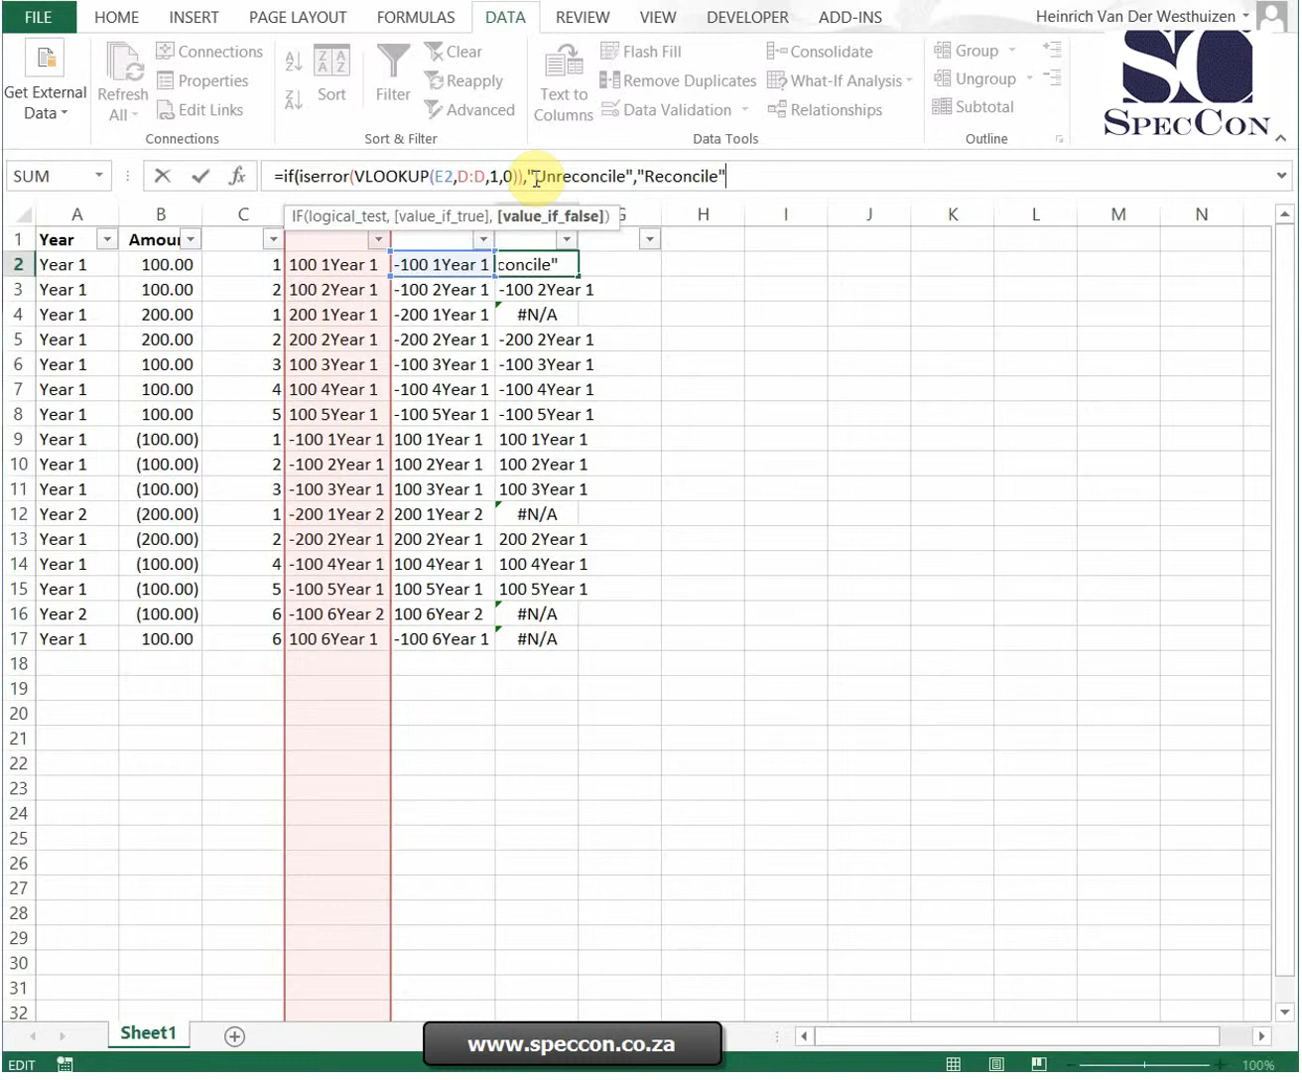 FILE HOME INSERT PAGE LAYOUT FORMULAS DATA REVIEW VIEW DEVELOPER ADD-INS Heinrich Van Der Westhuizen
Get External Data
Refresh All
Connections
Properties
Edit Links
Connections
Sort
Filter
Clear
Reapply
Advanced
Sort & Filter
Text to Columns
Flash Fill
Remove Duplicates
Data Validation
Consolidate
What-If Analysis
Relationships
Data Tools
Group
Ungroup
Subtotal
Outline
SC
SPECCON
SUM fx =if(iserror(VLOOKUP(E2,D:D,1,0)),"Unreconcile","Reconcile"
IF(logical_test, [value_if_true], [value_if_false])
A B C G H I J K L M N
1 Year Amou
2 Year 1 100.00 1 100 1Year 1 -100 1Year 1 concile"
3 Year 1 100.00 2 100 2Year 1 -100 2Year 1 -100 2Year 1
4 Year 1 200.00 1 200 1Year 1 -200 1Year 1 #N/A
5 Year 1 200.00 2 200 2Year 1 -200 2Year 1 -200 2Year 1
6 Year 1 100.00 3 100 3Year 1 -100 3Year 1 -100 3Year 1
7 Year 1 100.00 4 100 4Year 1 -100 4Year 1 -100 4Year 1
8 Year 1 100.00 5 100 5Year 1 -100 5Year 1 -100 5Year 1
9 Year 1 (100.00) 1 -100 1Year 1 100 1Year 1 100 1Year 1
10 Year 1 (100.00) 2 -100 2Year 1 100 2Year 1 100 2Year 1
11 Year 1 (100.00) 3 -100 3Year 1 100 3Year 1 100 3Year 1
12 Year 2 (200.00) 1 -200 1Year 2 200 1Year 2 #N/A
13 Year 1 (200.00) 2 -200 2Year 1 200 2Year 1 200 2Year 1
14 Year 1 (100.00) 4 -100 4Year 1 100 4Year 1 100 4Year 1
15 Year 1 (100.00) 5 -100 5Year 1 100 5Year 1 100 5Year 1
16 Year 2 (100.00) 6 -100 6Year 2 100 6Year 2 #N/A
17 Year 1 100.00 6 100 6Year 1 -100 6Year 1 #N/A
18
19
20
21
22
23
24
25
26
27
28
29
30
31
32
Sheet1
www.speccon.co.za
EDIT 100%